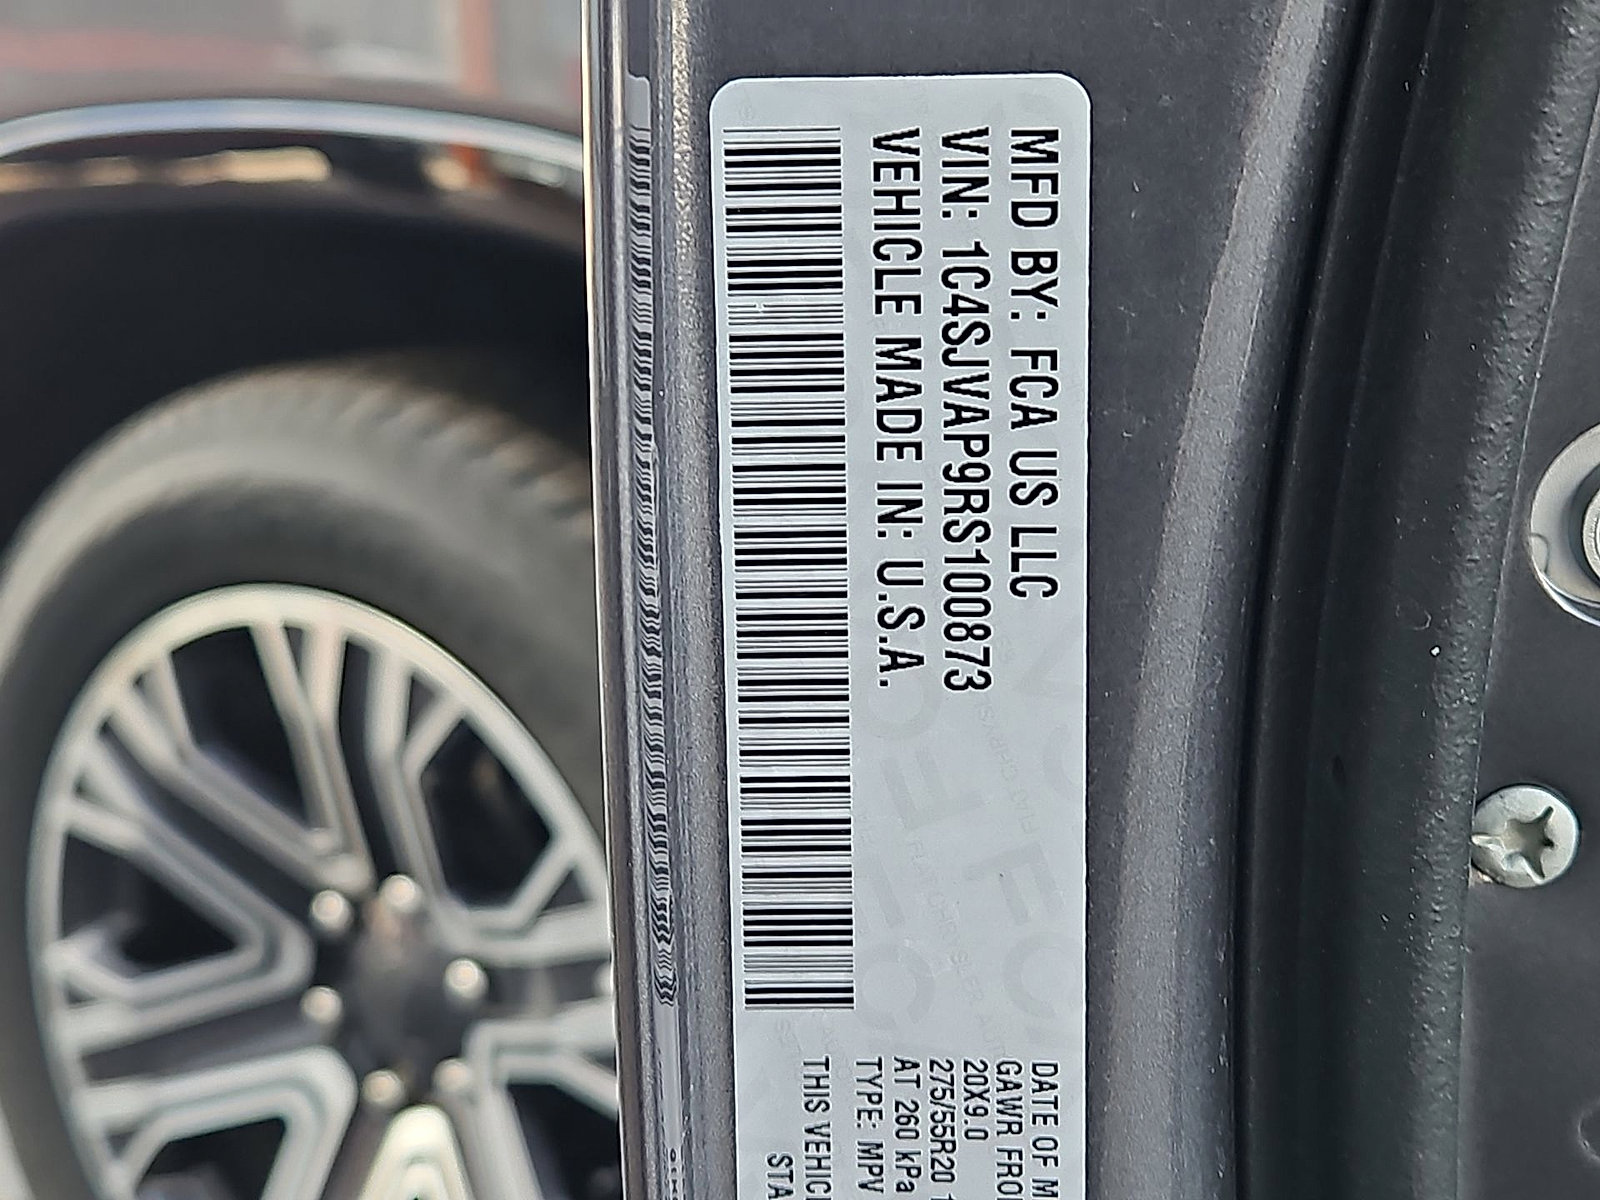 MFD BY: FCA US LLC
VIN: 1C4SJVAP9RS100873
VEHICLE MADE IN: U.S.A.
DATE OF M
GAWR FRO
20X9.0
275/55R20 1
AT 260 kPa
TYPE: MPV
THIS VEHIC
STA